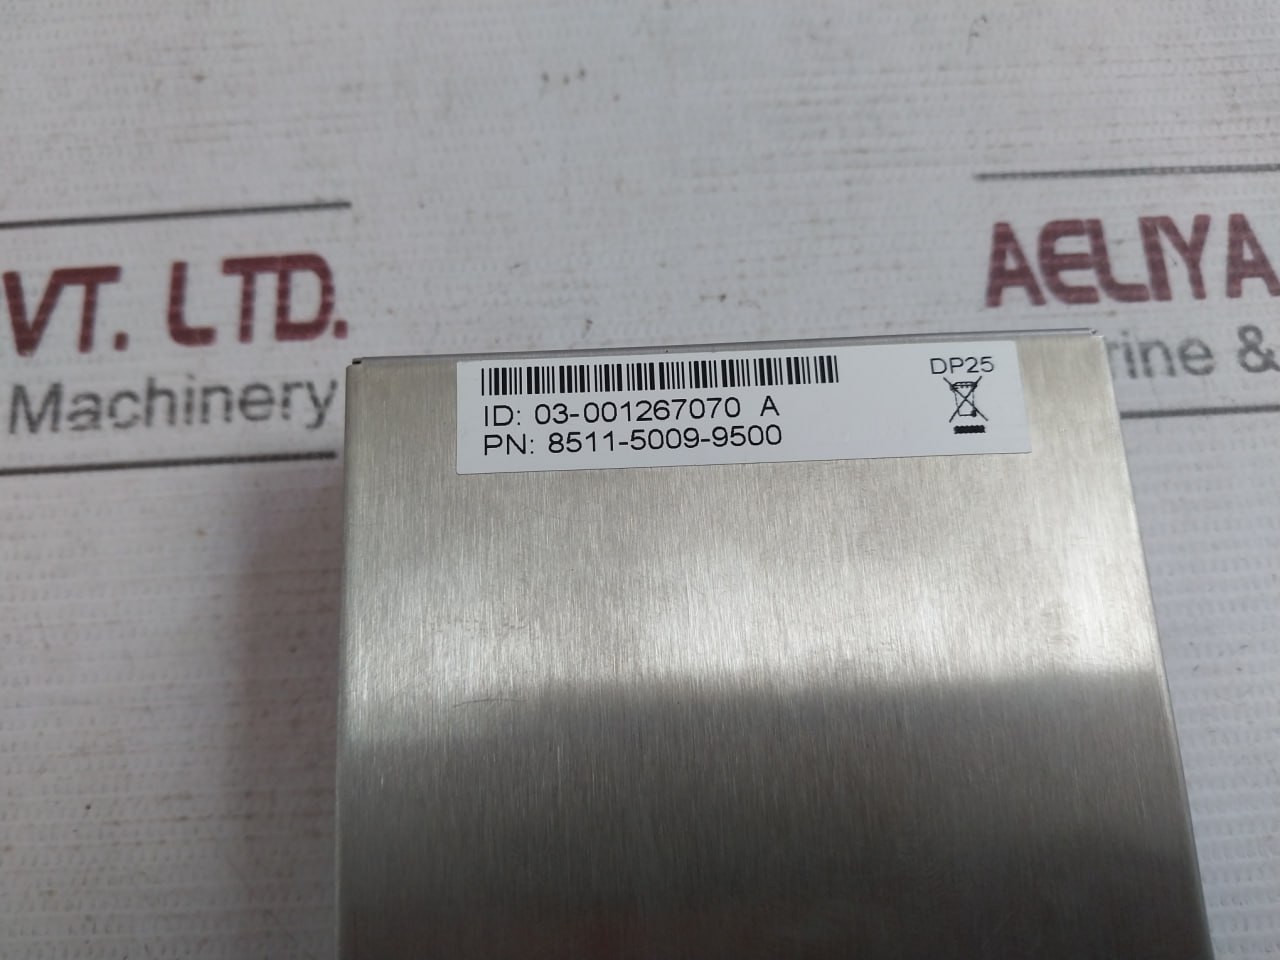 VT. LTD.
Machinery
AELIYA
rine &
DP25
ID: 03-001267070 A
PN: 8511-5009-9500